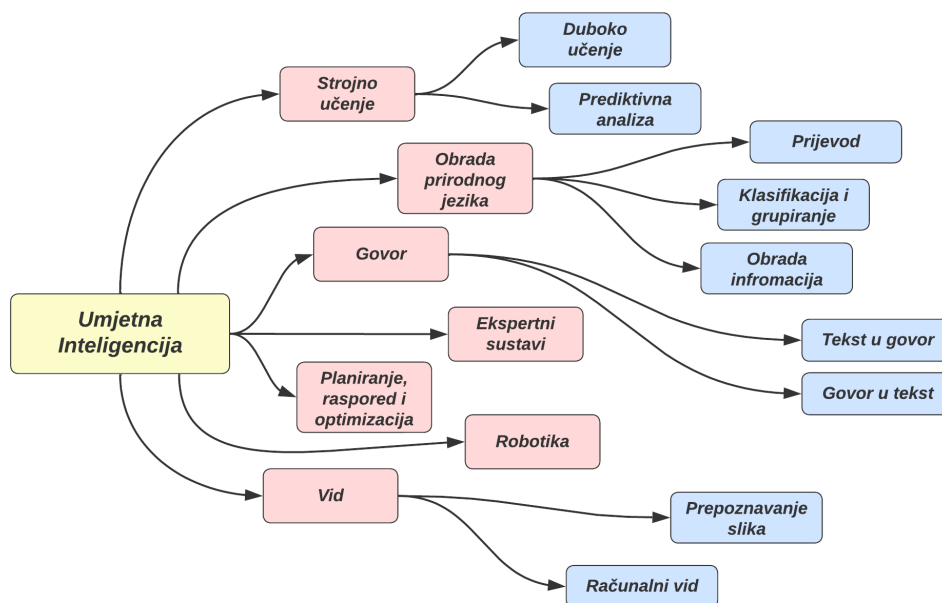 Duboko
učenje
Strojno
učenje
Prediktivna
analiza
Prijevod
Obrada
prirodnog
jezika
Klasifikacija i
grupiranje
Govor
Obrada
infromacija
Umjetna
Inteligencija
Ekspertni
sustavi
Tekst u govor
Planiranje,
raspored i
optimizacija
Govor u tekst
Robotika
Vid
Prepoznavanje
slika
Računalni vid